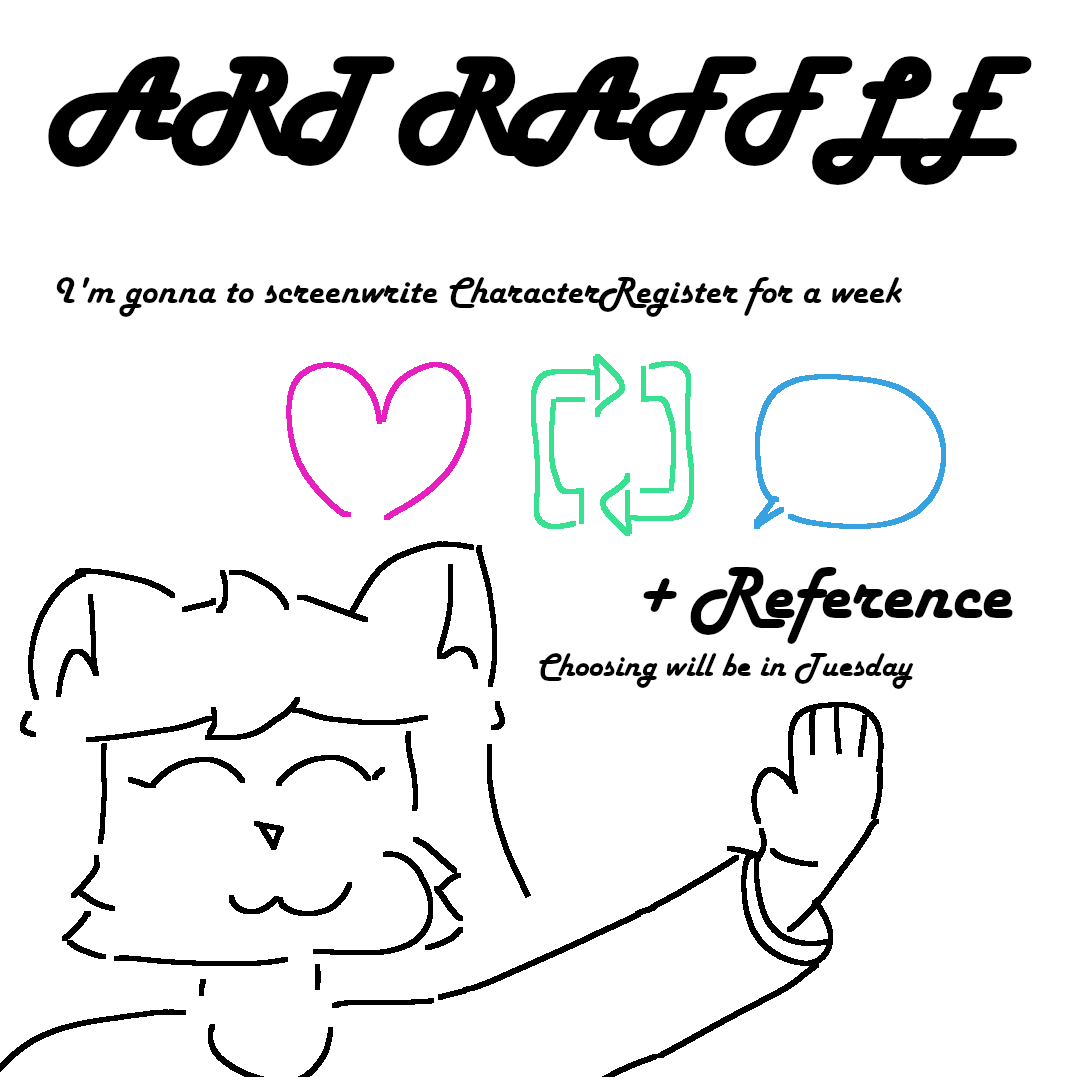 ART RAFFLE
I'm gonna to screenwrite CharacterRegister for a week
+ Reference
Choosing will be in Tuesday